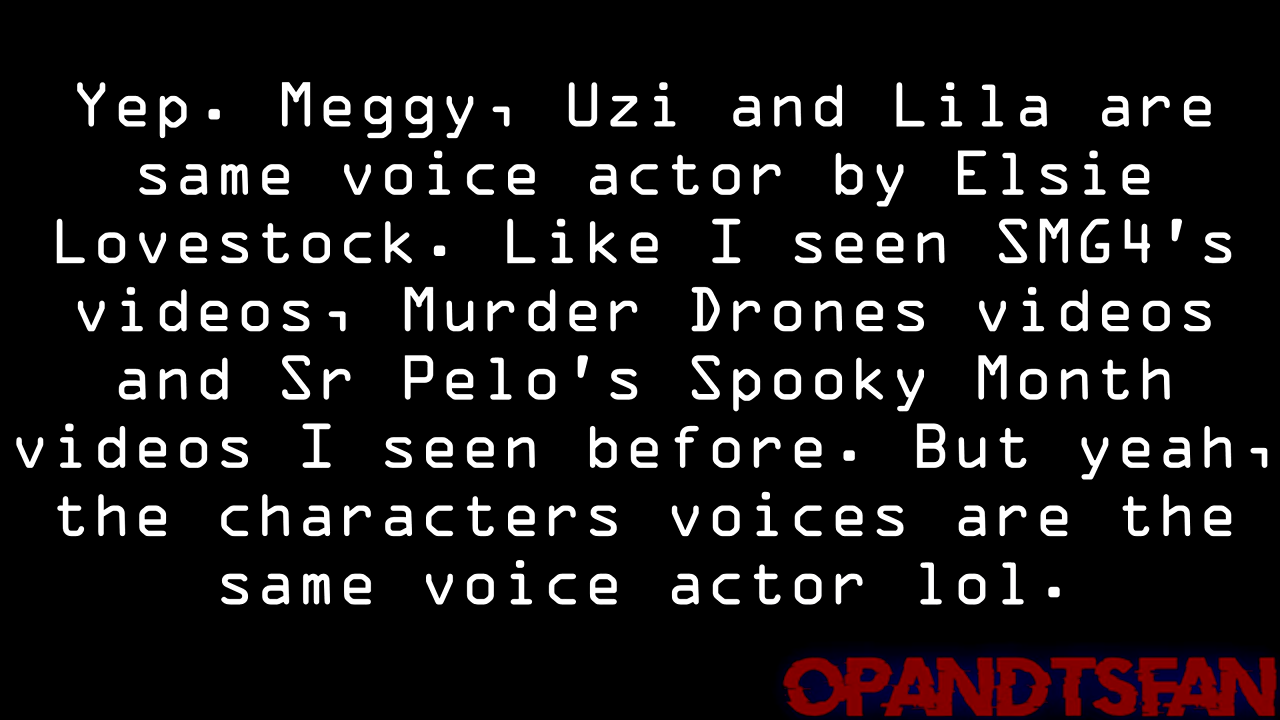 Yep. Meggy, Uzi and Lila are
same voice actor by Elsie
Lovestock. Like I seen SMG4's
videos, Murder Drones videos
and Sr Pelo's Spooky Month
videos I seen before. But yeah,
the characters voices are the
same voice actor lol.
OPANDTSFAN